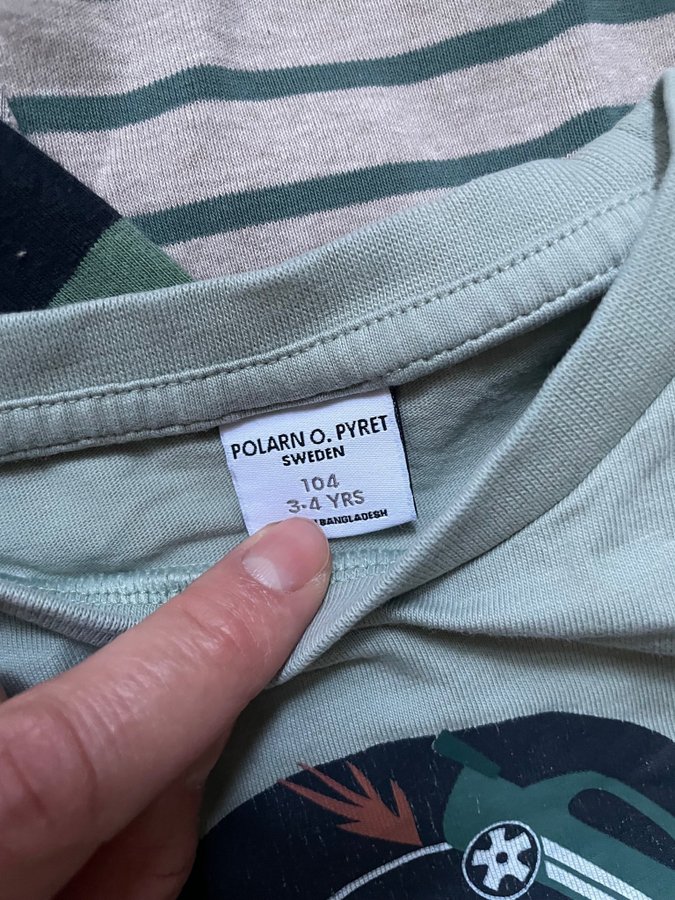 POLARN O. PYRET
SWEDEN
104
3-4 YRS
BANGLADESH